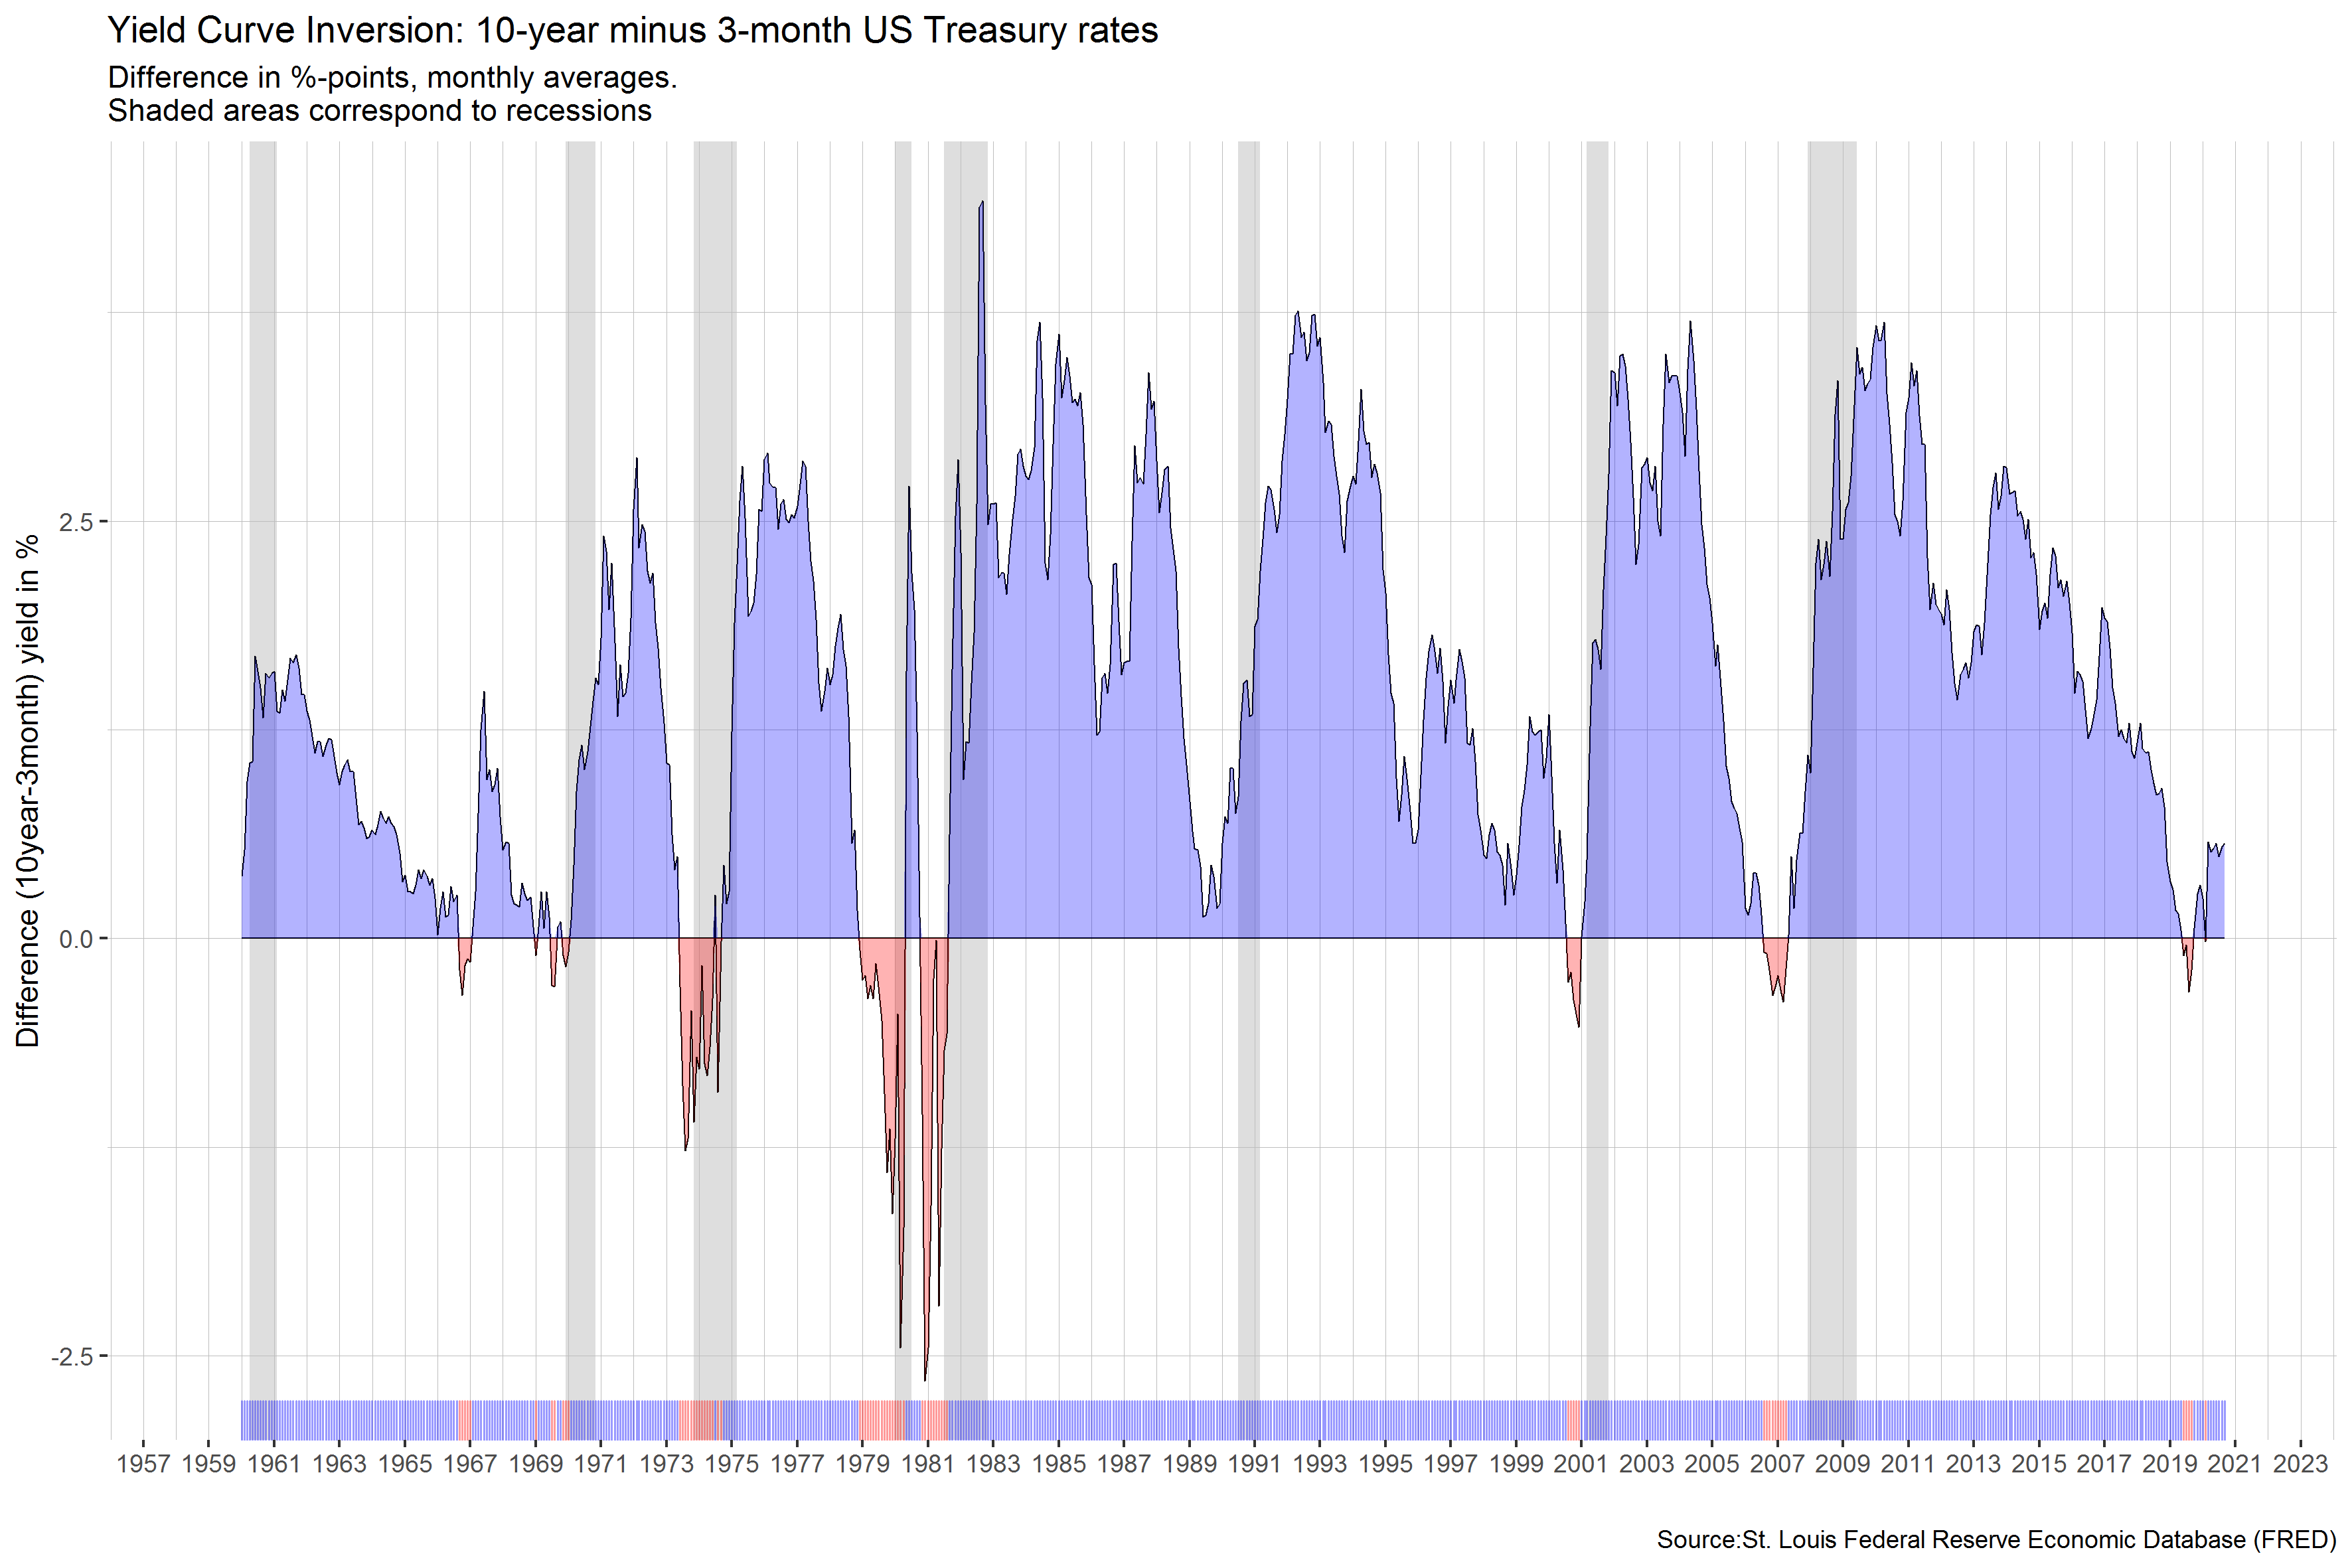 Yield Curve Inversion: 10-year minus 3-month US Treasury rates
Difference in %-points, monthly averages.
Shaded areas correspond to recessions
Difference (10year-3month) yield in %
2.5
0.0
-2.5
1957 1959 1961 1963 1965 1967 1969 1971 1973 1975 1977 1979 1981 1983 1985 1987 1989 1991 1993 1995 1997 1999 2001 2003 2005 2007 2009 2011 2013 2015 2017 2019 2021 2023
Source:St. Louis Federal Reserve Economic Database (FRED)